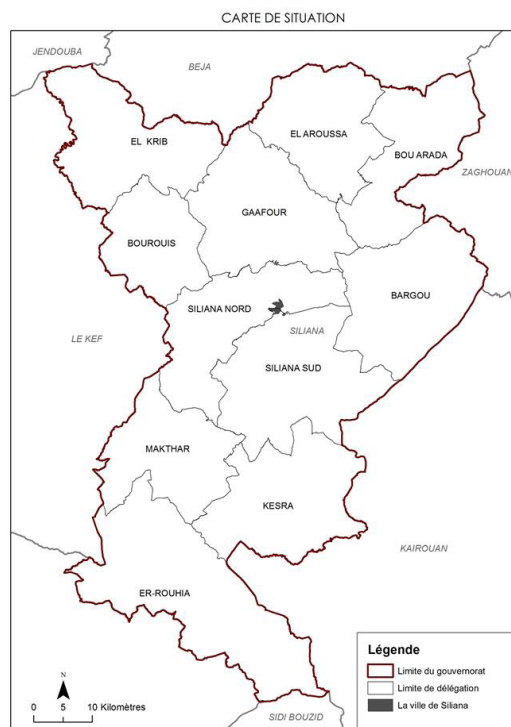 CARTE DE SITUATION
JENDOUBA
BEJA
EL KRIB
EL AROUSSA
BOU ARADA
ZAGHOUAN
GAAFOUR
BOUROUIS
BARGOU
SILIANA NORD
SILIANA
LE KEF
SILIANA SUD
MAKTHAR
KESRA
KAIROUAN
ER-ROUHIA
Légende
Limite du gouvernorat
Limite de délégation
La ville de Siliana
N
0 5 10 Kilomètres
SIDI BOUZID